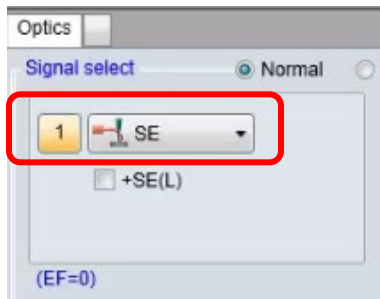 Optics
Signal select Normal
1 SE
+SE(L)
(EF=0)